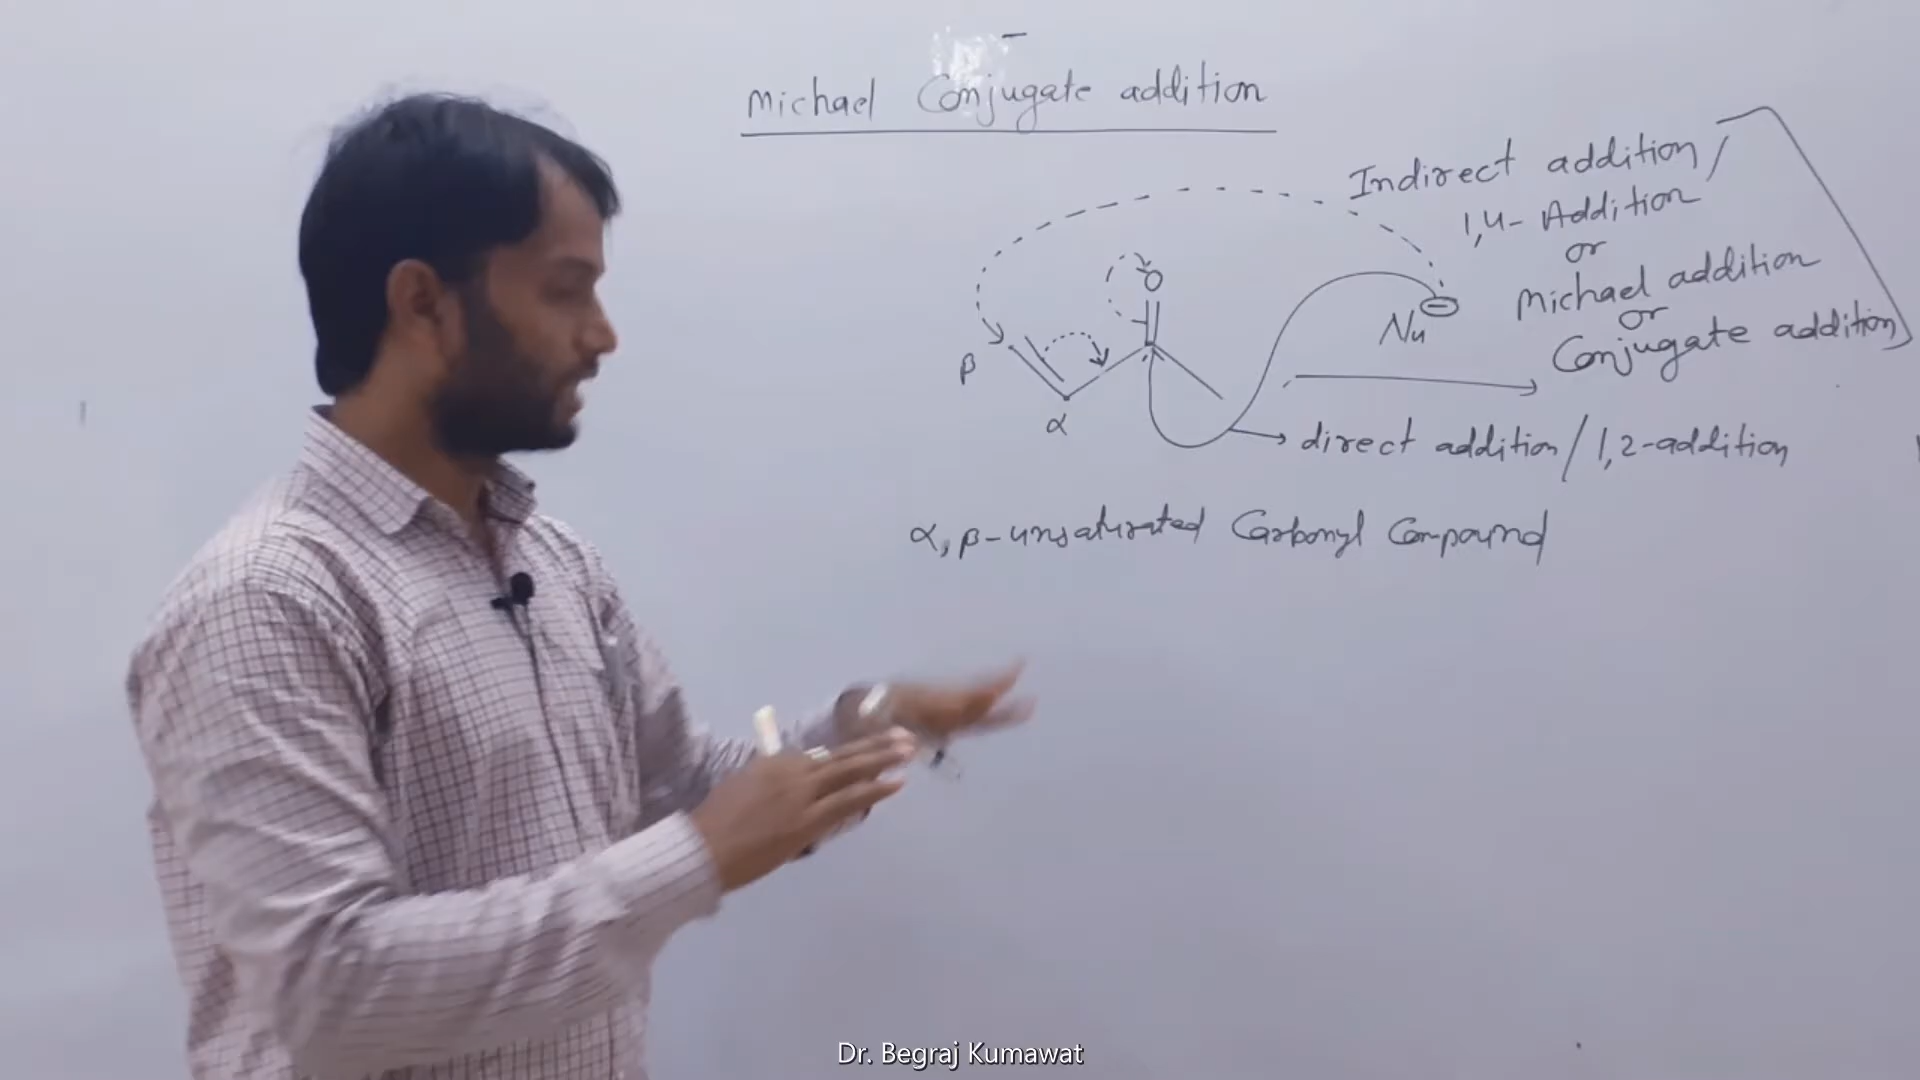 Michael Conjugate addition
Indirect addition/
1,4- Addition
or
Michael addition
or
Conjugate addition
O
Nu
β
α
direct addition/1,2-addition
α, β-unsaturated Carbonyl Compound
Dr. Begraj Kumawat